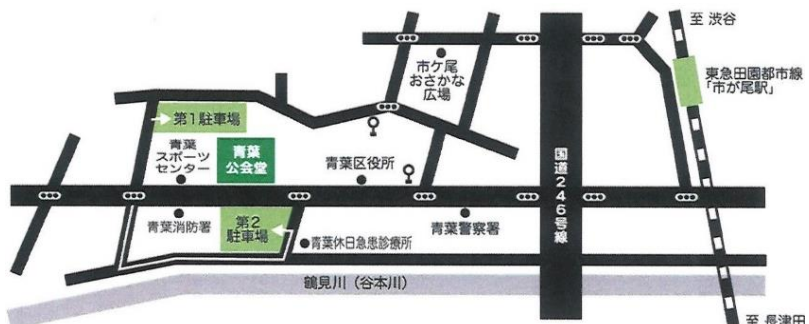 至 渋谷
東急田園都市線
「市が尾駅」
市ケ尾
おさかな
広場
第1駐車場
青葉
スポーツ
センター
青葉
公会堂
青葉区役所
国道246号線
青葉消防署
第2
駐車場
青葉休日急患診療所
青葉警察署
鶴見川（谷本川）
至 長津田